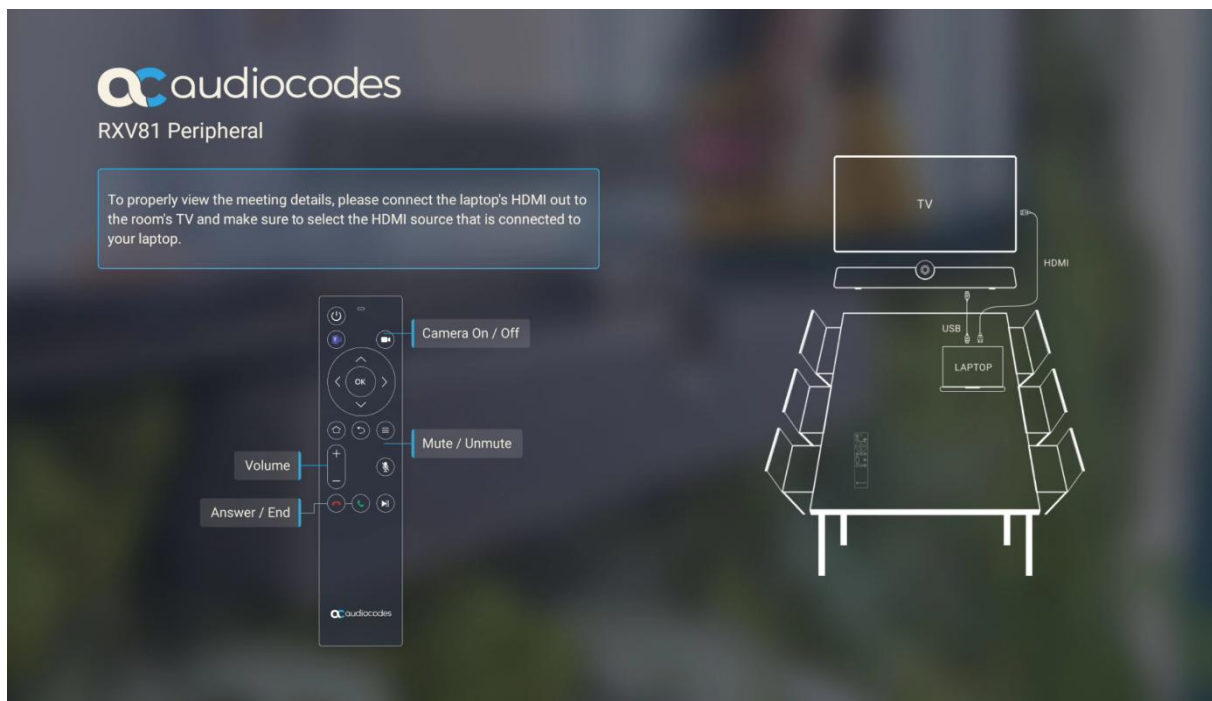 audiocodes
RXV81 Peripheral
To properly view the meeting details, please connect the laptop's HDMI out to
the room's TV and make sure to select the HDMI source that is connected to
your laptop.
Camera On / Off
OK
Mute / Unmute
Volume
Answer / End
audiocodes
TV
HDMI
USB
LAPTOP